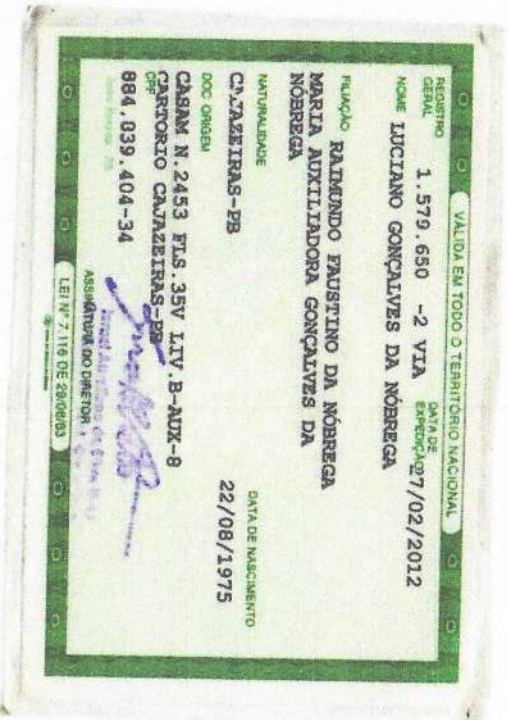 VÁLIDA EM TODO O TERRITÓRIO NACIONAL
REGISTRO GERAL 1.579.650 -2 VIA DATA DE EXPEDIÇÃO 27/02/2012
NOME LUCIANO GONÇALVES DA NÓBREGA
FILIAÇÃO RAIMUNDO FAUSTINO DA NÓBREGA
MARIA AUXILIADORA GONÇALVES DA
NÓBREGA
NATURALIDADE DATA DE NASCIMENTO
CAJAZEIRAS-PB 22/08/1975
DOC ORIGEM
CASAM N.2453 FLS.35V LIV.B-AUX-8
CARTORIO CAJAZEIRAS-PB
CPF
884.039.404-34
ASSINATURA DO DIRETOR
LEI Nº 7.116 DE 29/08/83